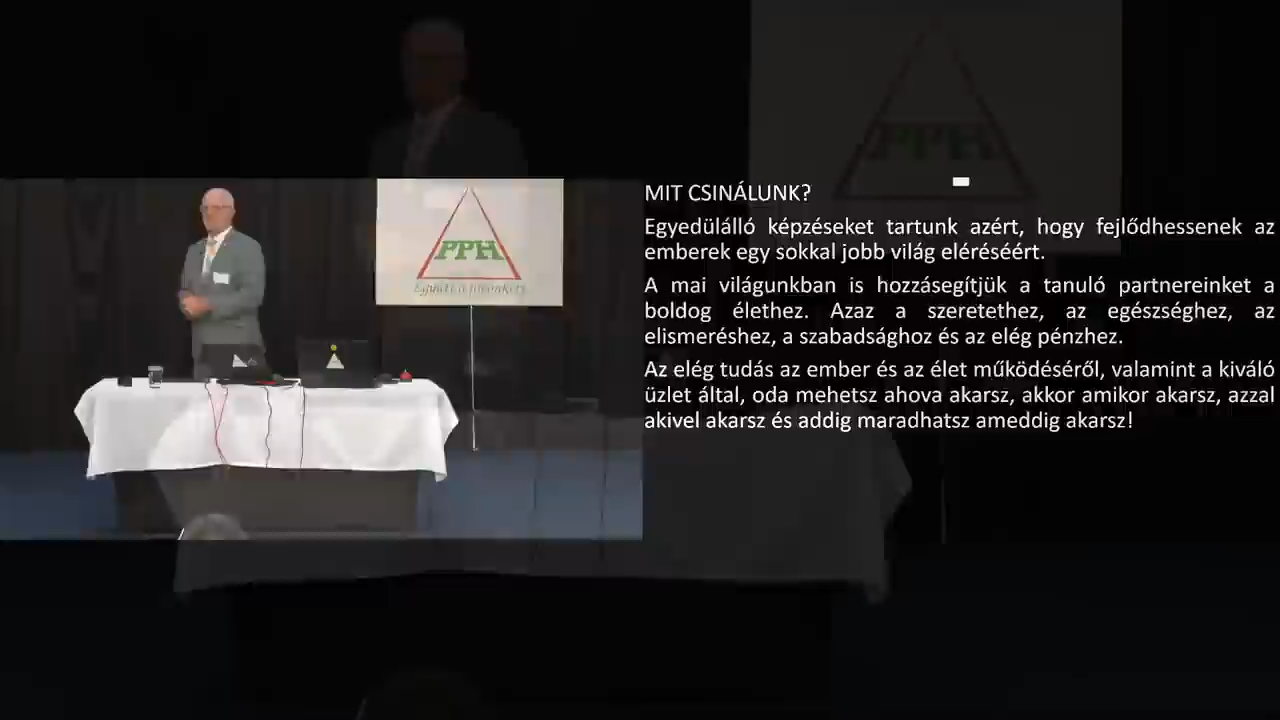 PPH
MIT CSINÁLUNK?
Egyedülálló képzéseket tartunk azért, hogy fejlődhessenek az
emberek egy sokkal jobb világ eléréséért.
A mai világunkban is hozzásegítjük a tanuló partnereinket a
boldog élethez. Azaz a szeretethez, az egészséghez, az
elismeréshez, a szabadsághoz és az elég pénzhez.
Az elég tudás az ember és az élet működéséről, valamint a kiváló
üzlet által, oda mehetsz ahova akarsz, akkor amikor akarsz, azzal
akivel akarsz és addig maradhatsz ameddig akarsz!
PPH